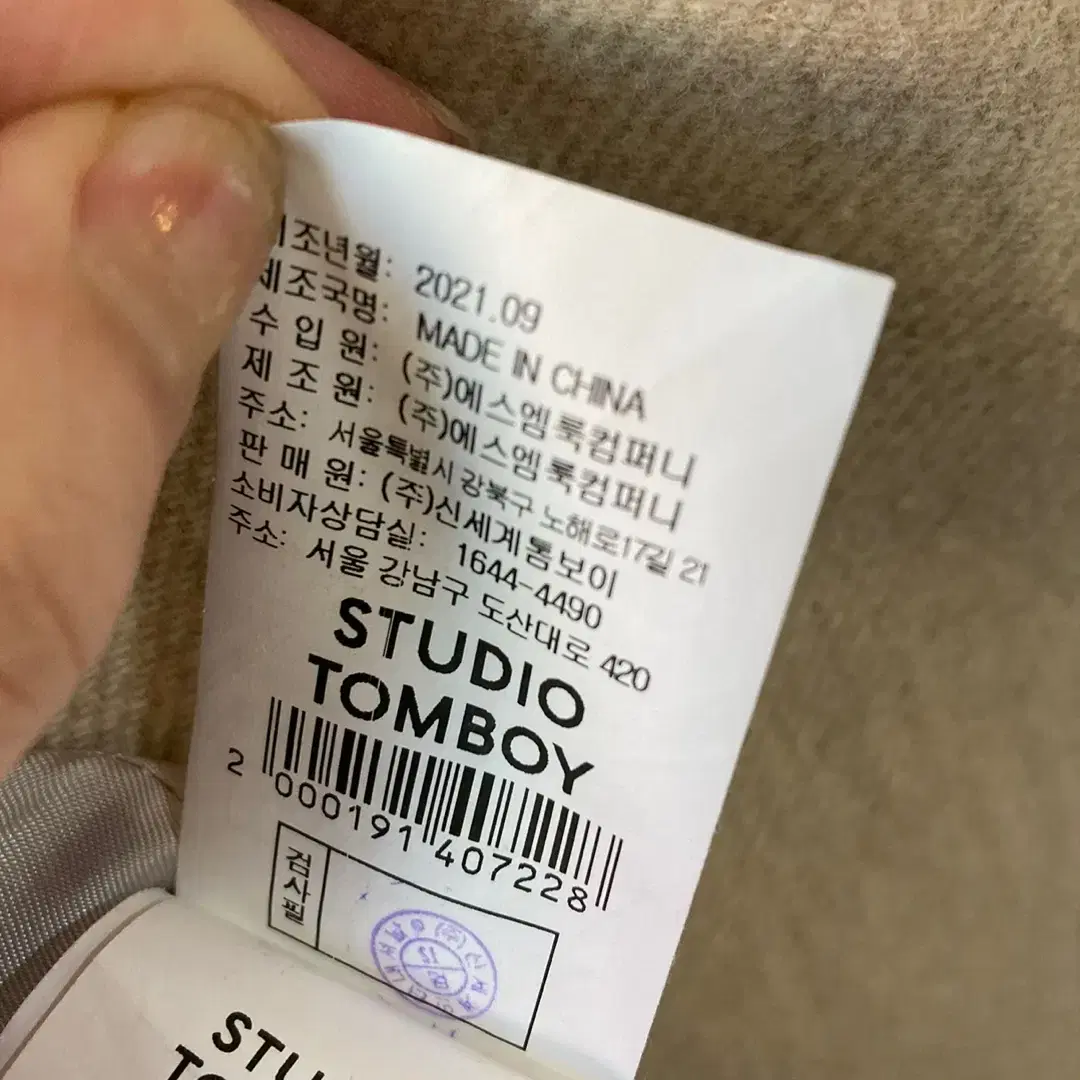 조년월: 2021.09
제조국명: MADE IN CHINA
수 입 원: (주)에스엠룩컴퍼니
제 조 원: (주)에스엠룩컴퍼니
주소: 서울특별시 강북구 노해로17길 21
판 매 원: (주)신세계톰보이
소비자상담실: 1644-4490
주소: 서울 강남구 도산대로 420
STUDIO
TOMBOY
2 000191 407228
검사필
STU
TO